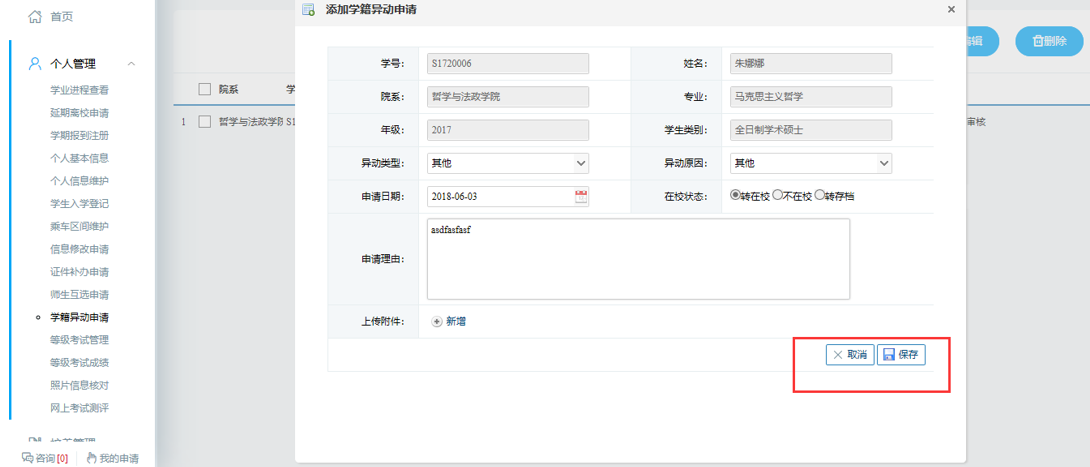 首页
个人管理
学业进程查看
延期离校申请
学期报到注册
个人基本信息
个人信息维护
学生入学登记
乘车区间维护
信息修改申请
证件补办申请
师生互选申请
学籍异动申请
等级考试管理
等级考试成绩
照片信息核对
网上考试测评
咨询[0] 我的申请
添加学籍异动申请
编辑 删除
院系 学
1 哲学与法政学院 S1 审核
学号: S1720006 姓名: 朱娜娜
院系: 哲学与法政学院 专业: 马克思主义哲学
年级: 2017 学生类别: 全日制学术硕士
异动类型: 其他 异动原因: 其他
申请日期: 2018-06-03 在校状态: 转在校 不在校 转存档
申请理由: asdfasfasf
上传附件: 新增
取消 保存